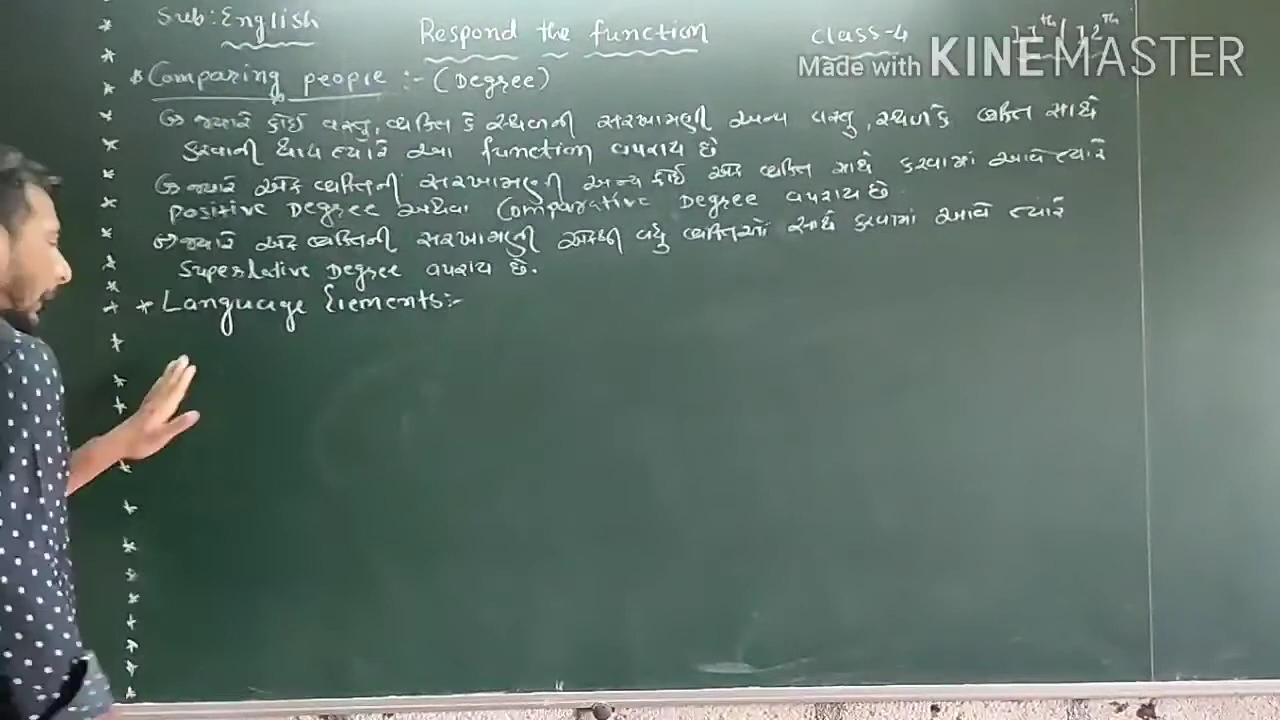 Sub: English Respond the function Class-4 11th/12th
Made with KINEMASTER
* Comparing people :- (Degree)
જ્યારે કોઈ વસ્તુ, વ્યક્તિ કે સ્થળની સરખામણી અન્ય વસ્તુ, સ્થળ કે વ્યક્તિ સાથે
કરવાની થાય ત્યારે આ function વપરાય છે
જ્યારે એક વ્યક્તિની સરખામણી અન્ય કોઈ એક વ્યક્તિ સાથે કરવામાં આવે ત્યારે
Positive Degree અથવા Comparative Degree વપરાય છે
જ્યારે એક વ્યક્તિની સરખામણી એકથી વધુ વ્યક્તિઓ સાથે કરવામાં આવે ત્યારે
Superlative Degree વપરાય છે.
* Language Elements:-